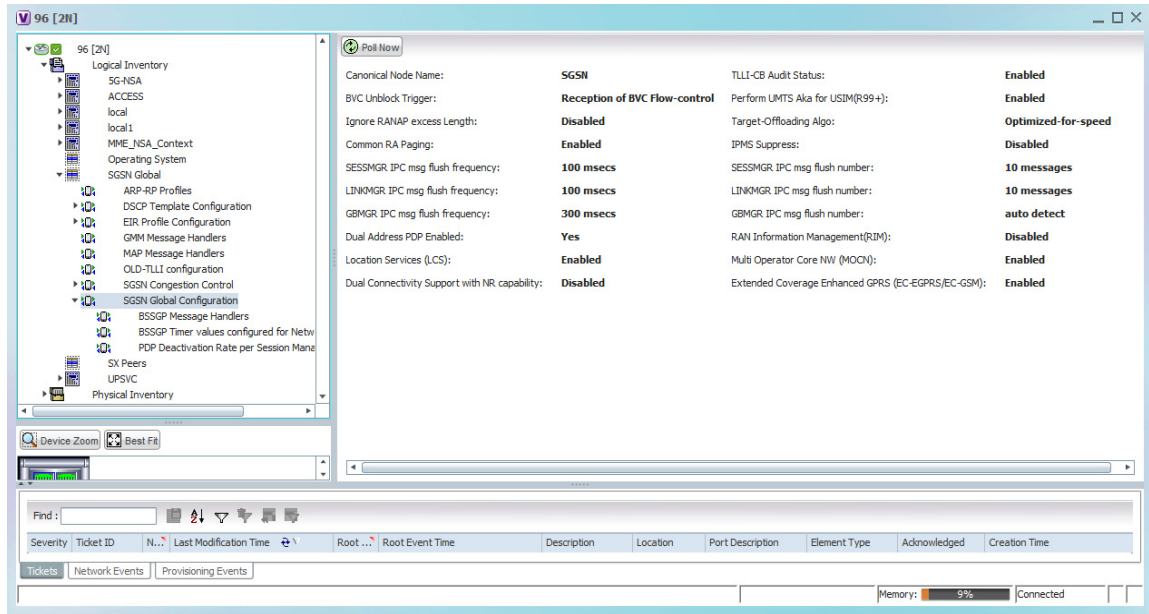 V 96 [2N]
96 [2N]
Logical Inventory
5G-NSA
ACCESS
local
local1
MME_NSA_Context
Operating System
SGSN Global
ARP-RP Profiles
DSCP Template Configuration
EIR Profile Configuration
GMM Message Handlers
MAP Message Handlers
OLD-TLLI configuration
SGSN Congestion Control
SGSN Global Configuration
BSSGP Message Handlers
BSSGP Timer values configured for Netw
PDP Deactivation Rate per Session Mana
SX Peers
UPSVC
Physical Inventory
Device Zoom Best Fit
Poll Now
Canonical Node Name: SGSN TLLI-CB Audit Status: Enabled
BVC Unblock Trigger: Reception of BVC Flow-control Perform UMTS Aka for USIM(R99+): Enabled
Ignore RANAP excess Length: Disabled Target-Offloading Algo: Optimized-for-speed
Common RA Paging: Enabled IPMS Suppress: Disabled
SESSMGR IPC msg flush frequency: 100 msecs SESSMGR IPC msg flush number: 10 messages
LINKMGR IPC msg flush frequency: 100 msecs LINKMGR IPC msg flush number: 10 messages
GBMGR IPC msg flush frequency: 300 msecs GBMGR IPC msg flush number: auto detect
Dual Address PDP Enabled: Yes RAN Information Management(RIM): Disabled
Location Services (LCS): Enabled Multi Operator Core NW (MOCN): Enabled
Dual Connectivity Support with NR capability: Disabled Extended Coverage Enhanced GPRS (EC-EGPRS/EC-GSM): Enabled
Find :
Severity Ticket ID N... Last Modification Time Root ... Root Event Time Description Location Port Description Element Type Acknowledged Creation Time
Tickets Network Events Provisioning Events
Memory: 9% Connected